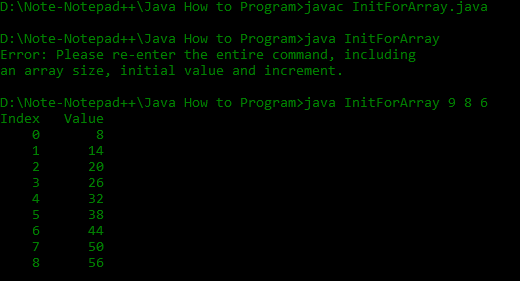 D:\Note-Notepad++\Java How to Program>javac InitForArray.java
D:\Note-Notepad++\Java How to Program>java InitForArray
Error: Please re-enter the entire command, including
an array size, initial value and increment.
D:\Note-Notepad++\Java How to Program>java InitForArray 9 8 6
Index   Value
    0       8
    1      14
    2      20
    3      26
    4      32
    5      38
    6      44
    7      50
    8      56